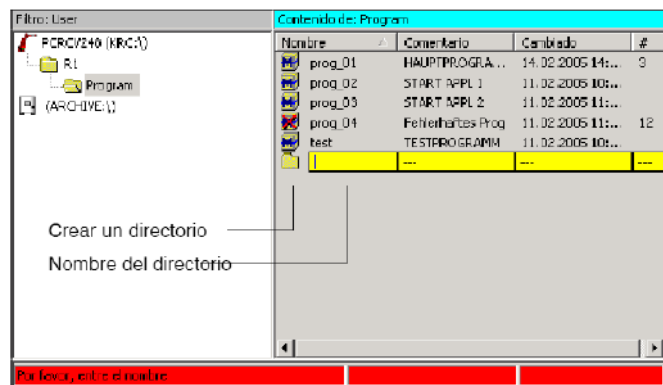 Filtro: User
Contenido de: Program
PCRCV240 (KRC:\)
R1
Program
(ARCHIVE:\)
Nombre Comentario Cambiado #
prog_01 HAUPTPROGRA... 14.02.2005 14:... 9
prog_02 START APPL 1 11.02.2005 10:...
prog_03 START APPL 2 11.02.2005 11:...
prog_04 Fehlerhaftes Prog 11.02.2005 11:... 12
test TESTPROGRAMM 11.02.2005 10:...
--- --- ---
Crear un directorio
Nombre del directorio
Por favor, entre el nombre